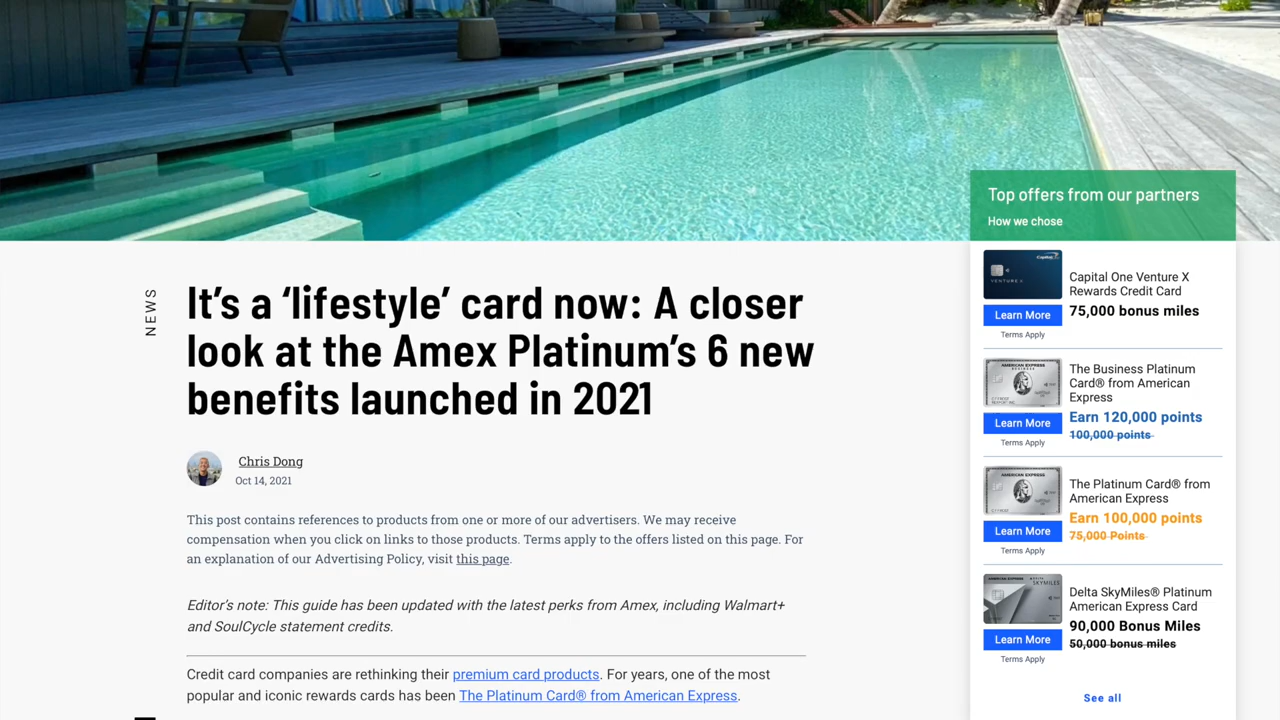 NEWS
It’s a ‘lifestyle’ card now: A closer
look at the Amex Platinum’s 6 new
benefits launched in 2021
Chris Dong
Oct 14, 2021
This post contains references to products from one or more of our advertisers. We may receive
compensation when you click on links to those products. Terms apply to the offers listed on this page. For
an explanation of our Advertising Policy, visit this page.
Editor’s note: This guide has been updated with the latest perks from Amex, including Walmart+
and SoulCycle statement credits.
Credit card companies are rethinking their premium card products. For years, one of the most
popular and iconic rewards cards has been The Platinum Card® from American Express.
Top offers from our partners
How we chose
Capital One Venture X
Rewards Credit Card
75,000 bonus miles
Learn More
Terms Apply
AMERICAN EXPRESS
The Business Platinum
Card® from American
Express
Earn 120,000 points
100,000 points
Learn More
Terms Apply
AMERICAN EXPRESS
The Platinum Card® from
American Express
Earn 100,000 points
75,000 Points
Learn More
Terms Apply
SKYMILES
Delta SkyMiles® Platinum
American Express Card
90,000 Bonus Miles
50,000 bonus miles
Learn More
Terms Apply
See all